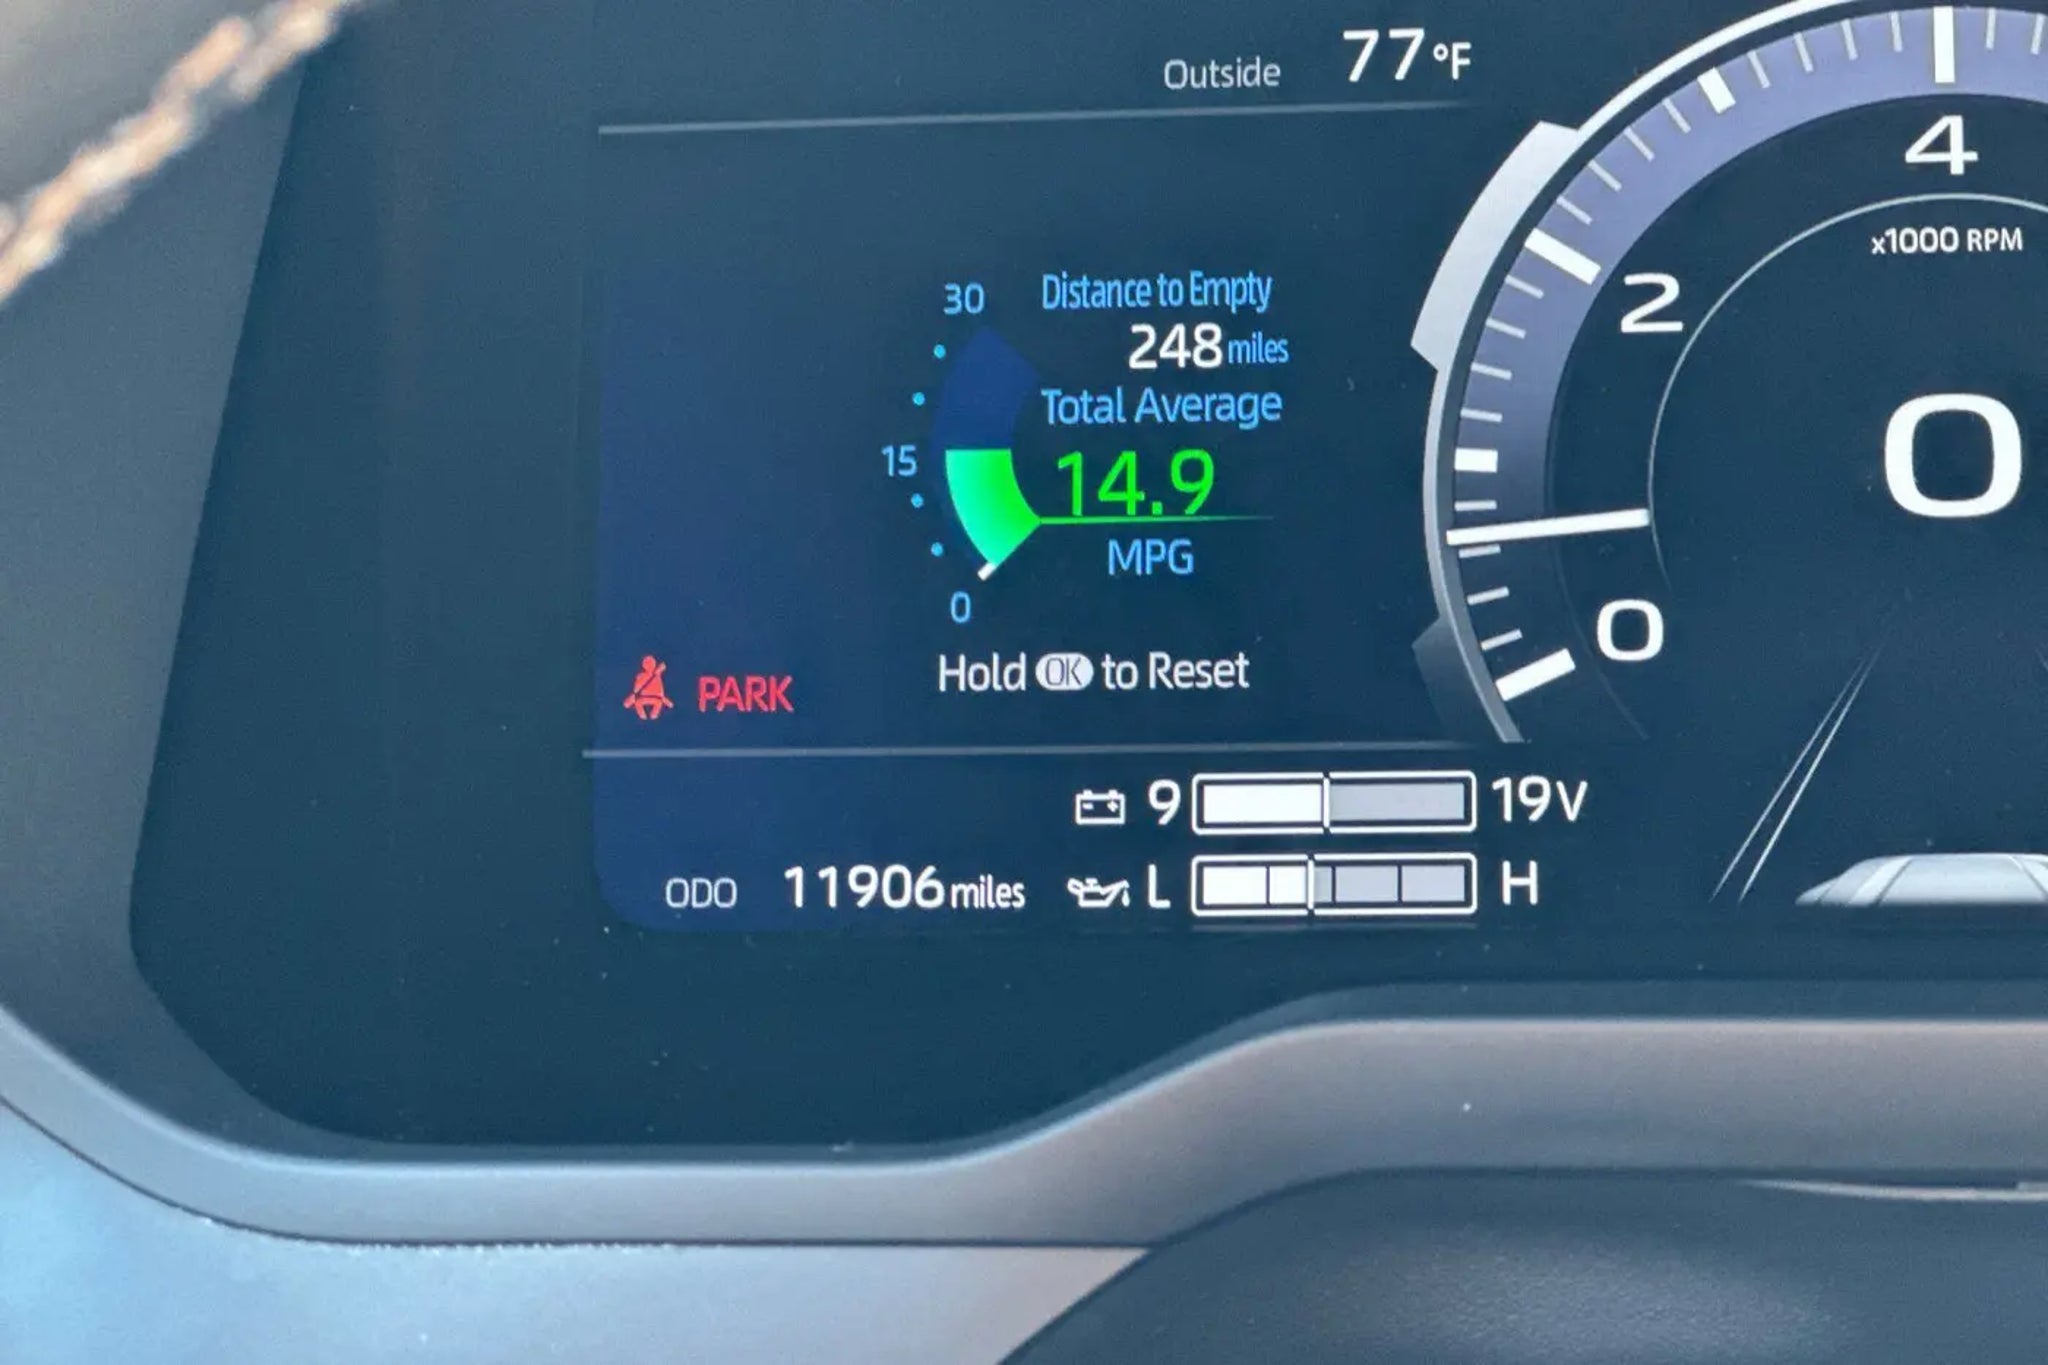 Outside 77°F
4
x1000 RPM
2
0
0
30
15
0
Distance to Empty
248 miles
Total Average
14.9
MPG
Hold OK to Reset
PARK
9 19V
ODO 11906 miles L H